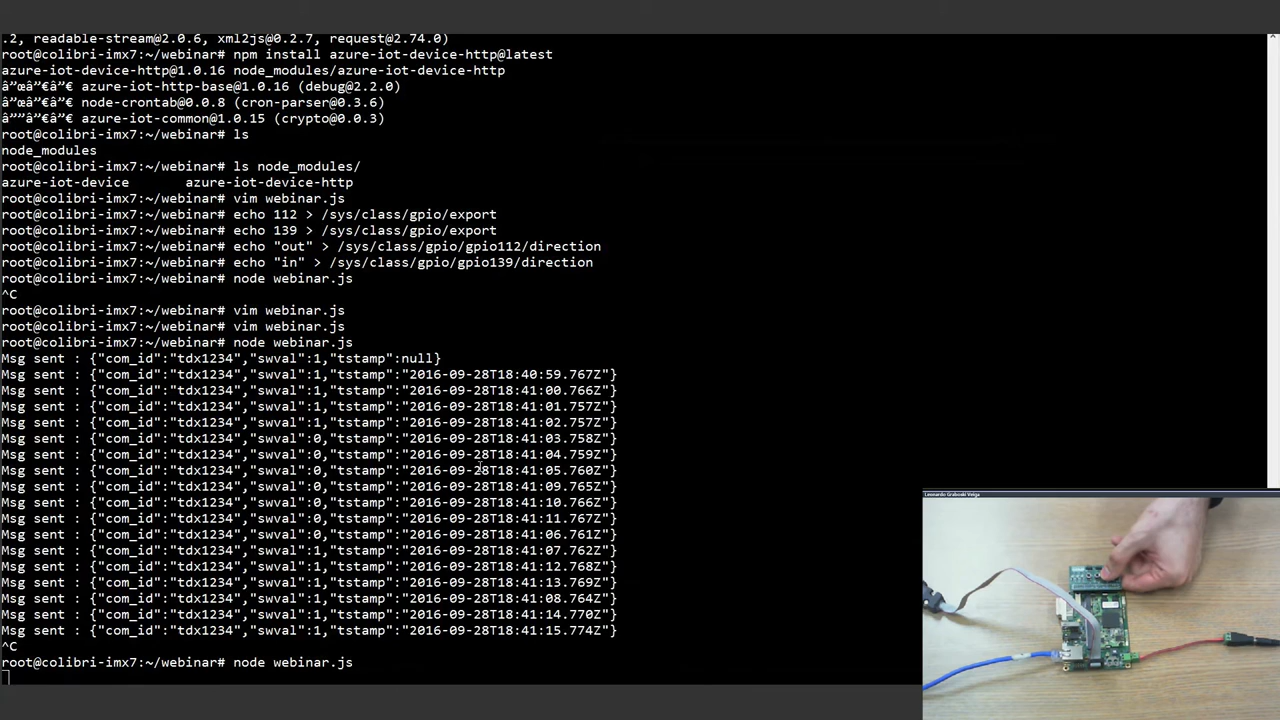 .2, readable-stream@2.0.6, xml2js@0.2.7, request@2.74.0)
root@colibri-imx7:~/webinar# npm install azure-iot-device-http@latest
azure-iot-device-http@1.0.16 node_modules/azure-iot-device-http
â”œâ”€â”€ azure-iot-http-base@1.0.16 (debug@2.2.0)
â”œâ”€â”€ node-crontab@0.0.8 (cron-parser@0.3.6)
â””â”€â”€ azure-iot-common@1.0.15 (crypto@0.0.3)
root@colibri-imx7:~/webinar# ls
node_modules
root@colibri-imx7:~/webinar# ls node_modules/
azure-iot-device       azure-iot-device-http
root@colibri-imx7:~/webinar# vim webinar.js
root@colibri-imx7:~/webinar# echo 112 > /sys/class/gpio/export
root@colibri-imx7:~/webinar# echo 139 > /sys/class/gpio/export
root@colibri-imx7:~/webinar# echo "out" > /sys/class/gpio/gpio112/direction
root@colibri-imx7:~/webinar# echo "in" > /sys/class/gpio/gpio139/direction
root@colibri-imx7:~/webinar# node webinar.js
^C
root@colibri-imx7:~/webinar# vim webinar.js
root@colibri-imx7:~/webinar# vim webinar.js
root@colibri-imx7:~/webinar# node webinar.js
Msg sent : {"com_id":"tdx1234","swval":1,"tstamp":null}
Msg sent : {"com_id":"tdx1234","swval":1,"tstamp":"2016-09-28T18:40:59.767Z"}
Msg sent : {"com_id":"tdx1234","swval":1,"tstamp":"2016-09-28T18:41:00.766Z"}
Msg sent : {"com_id":"tdx1234","swval":1,"tstamp":"2016-09-28T18:41:01.757Z"}
Msg sent : {"com_id":"tdx1234","swval":1,"tstamp":"2016-09-28T18:41:02.757Z"}
Msg sent : {"com_id":"tdx1234","swval":0,"tstamp":"2016-09-28T18:41:03.758Z"}
Msg sent : {"com_id":"tdx1234","swval":0,"tstamp":"2016-09-28T18:41:04.759Z"}
Msg sent : {"com_id":"tdx1234","swval":0,"tstamp":"2016-09-28T18:41:05.760Z"}
Msg sent : {"com_id":"tdx1234","swval":0,"tstamp":"2016-09-28T18:41:09.765Z"}
Msg sent : {"com_id":"tdx1234","swval":0,"tstamp":"2016-09-28T18:41:10.766Z"}
Msg sent : {"com_id":"tdx1234","swval":0,"tstamp":"2016-09-28T18:41:11.767Z"}
Msg sent : {"com_id":"tdx1234","swval":0,"tstamp":"2016-09-28T18:41:06.761Z"}
Msg sent : {"com_id":"tdx1234","swval":1,"tstamp":"2016-09-28T18:41:07.762Z"}
Msg sent : {"com_id":"tdx1234","swval":1,"tstamp":"2016-09-28T18:41:12.768Z"}
Msg sent : {"com_id":"tdx1234","swval":1,"tstamp":"2016-09-28T18:41:13.769Z"}
Msg sent : {"com_id":"tdx1234","swval":1,"tstamp":"2016-09-28T18:41:08.764Z"}
Msg sent : {"com_id":"tdx1234","swval":1,"tstamp":"2016-09-28T18:41:14.770Z"}
Msg sent : {"com_id":"tdx1234","swval":1,"tstamp":"2016-09-28T18:41:15.774Z"}
^C
root@colibri-imx7:~/webinar# node webinar.js
Leonardo Graboski Veiga